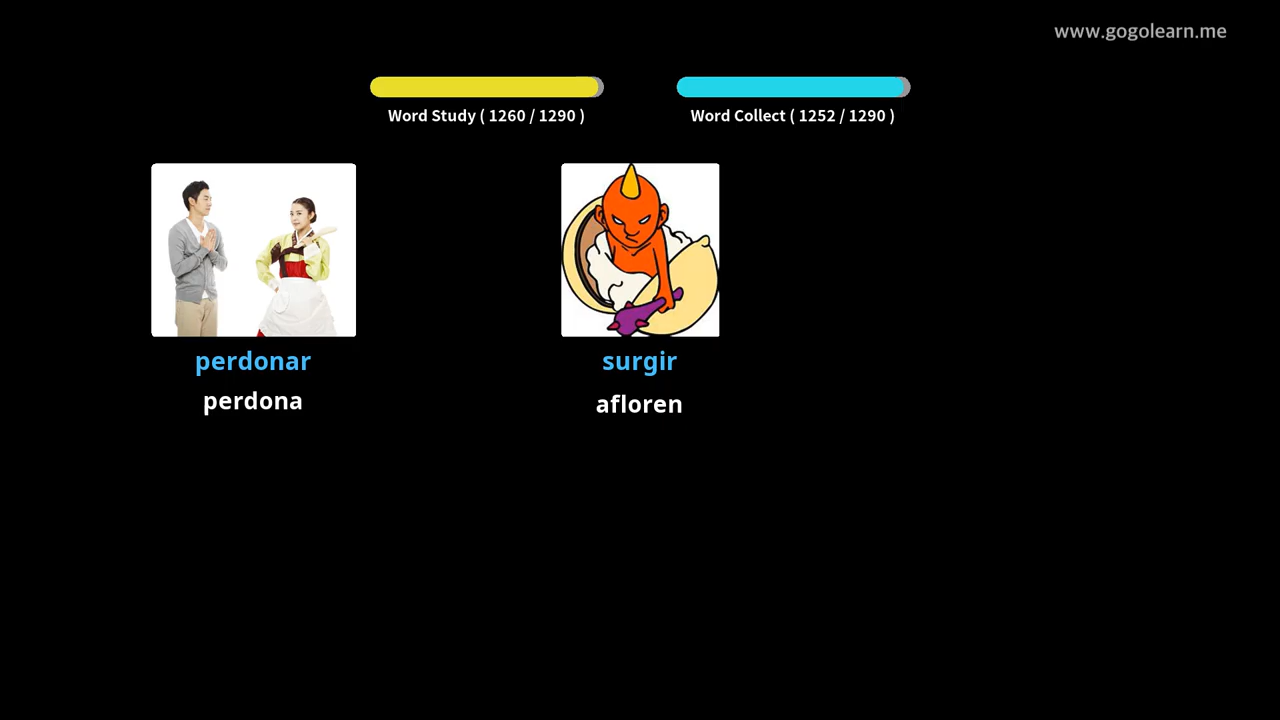 www.gogolearn.me
Word Study ( 1260 / 1290 )
Word Collect ( 1252 / 1290 )
perdonar
perdona
surgir
afloren